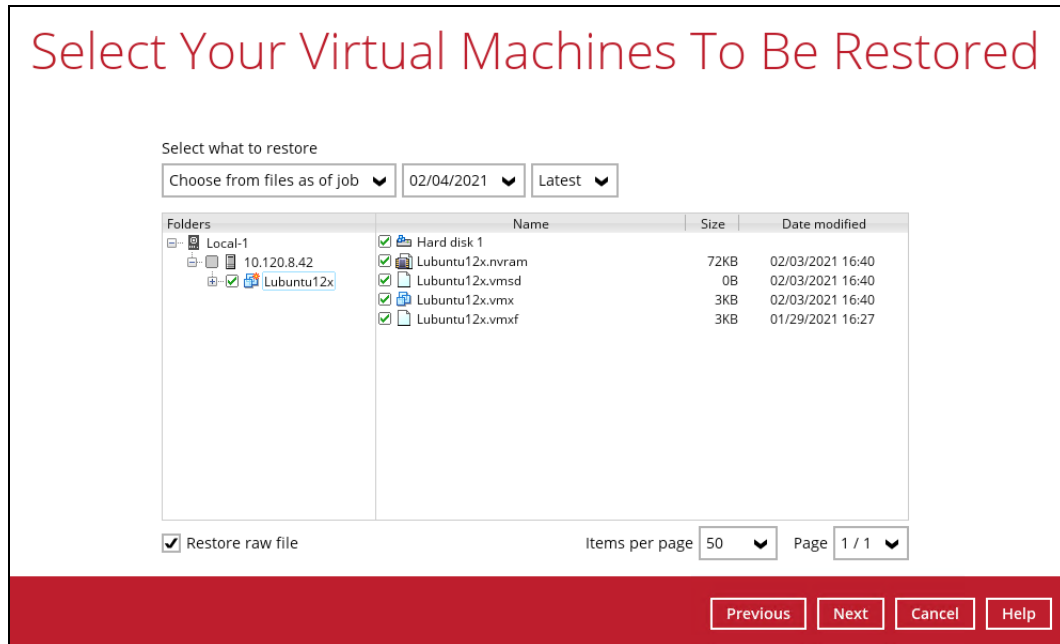 Select Your Virtual Machines To Be Restored
Select what to restore
Choose from files as of job 02/04/2021 Latest
Folders Name Size Date modified
Local-1
10.120.8.42
Lubuntu12x
Hard disk 1
Lubuntu12x.nvram 72KB 02/03/2021 16:40
Lubuntu12x.vmsd 0B 02/03/2021 16:40
Lubuntu12x.vmx 3KB 02/03/2021 16:40
Lubuntu12x.vmxf 3KB 01/29/2021 16:27
Restore raw file Items per page 50 Page 1 / 1
Previous Next Cancel Help